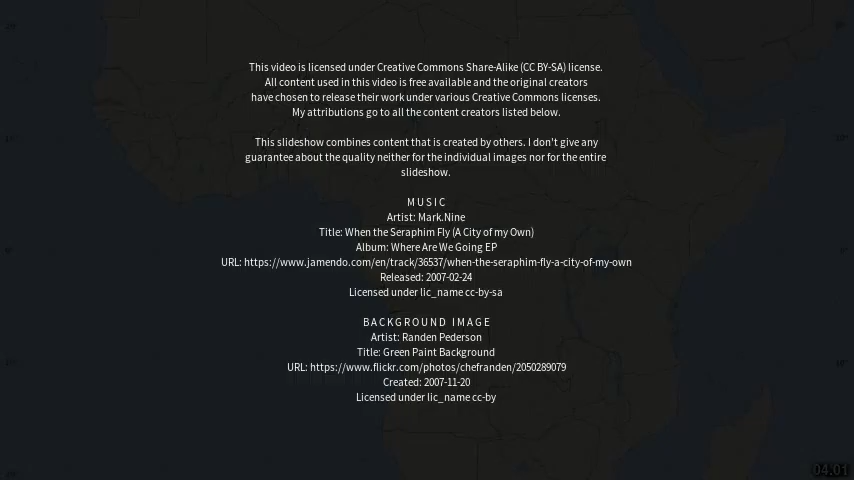 This video is licensed under Creative Commons Share-Alike (CC BY-SA) license.
All content used in this video is free available and the original creators
have chosen to release their work under various Creative Commons licenses.
My attributions go to all the content creators listed below.
This slideshow combines content that is created by others. I don't give any
guarantee about the quality neither for the individual images nor for the entire
slideshow.
M U S I C
Artist: Mark.Nine
Title: When the Seraphim Fly (A City of my Own)
Album: Where Are We Going EP
URL: https://www.jamendo.com/en/track/36537/when-the-seraphim-fly-a-city-of-my-own
Released: 2007-02-24
Licensed under lic_name cc-by-sa
B A C K G R O U N D  I M A G E
Artist: Randen Pederson
Title: Green Paint Background
URL: https://www.flickr.com/photos/chefranden/2050289079
Created: 2007-11-20
Licensed under lic_name cc-by
04.01